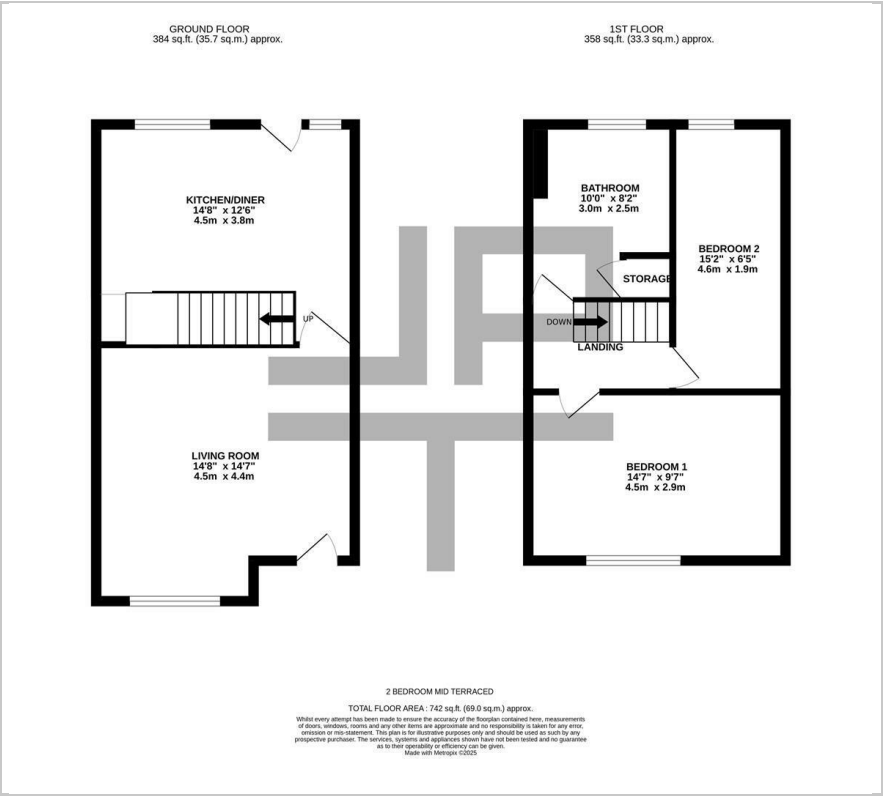 GROUND FLOOR
384 sq.ft. (35.7 sq.m.) approx.
1ST FLOOR
358 sq.ft. (33.3 sq.m.) approx.
KITCHEN/DINER
14'8" x 12'6"
4.5m x 3.8m
UP
LIVING ROOM
14'8" x 14'7"
4.5m x 4.4m
BATHROOM
10'0" x 8'2"
3.0m x 2.5m
BEDROOM 2
15'2" x 6'5"
4.6m x 1.9m
STORAGE
DOWN
LANDING
BEDROOM 1
14'7" x 9'7"
4.5m x 2.9m
2 BEDROOM MID TERRACED
TOTAL FLOOR AREA : 742 sq.ft. (69.0 sq.m.) approx.
Whilst every attempt has been made to ensure the accuracy of the floorplan contained here, measurements
of doors, windows, rooms and any other items are approximate and no responsibility is taken for any error,
omission or mis-statement. This plan is for illustrative purposes only and should be used as such by any
prospective purchaser. The services, systems and appliances shown have not been tested and no guarantee
as to their operability or efficiency can be given.
Made with Metropix ©2025